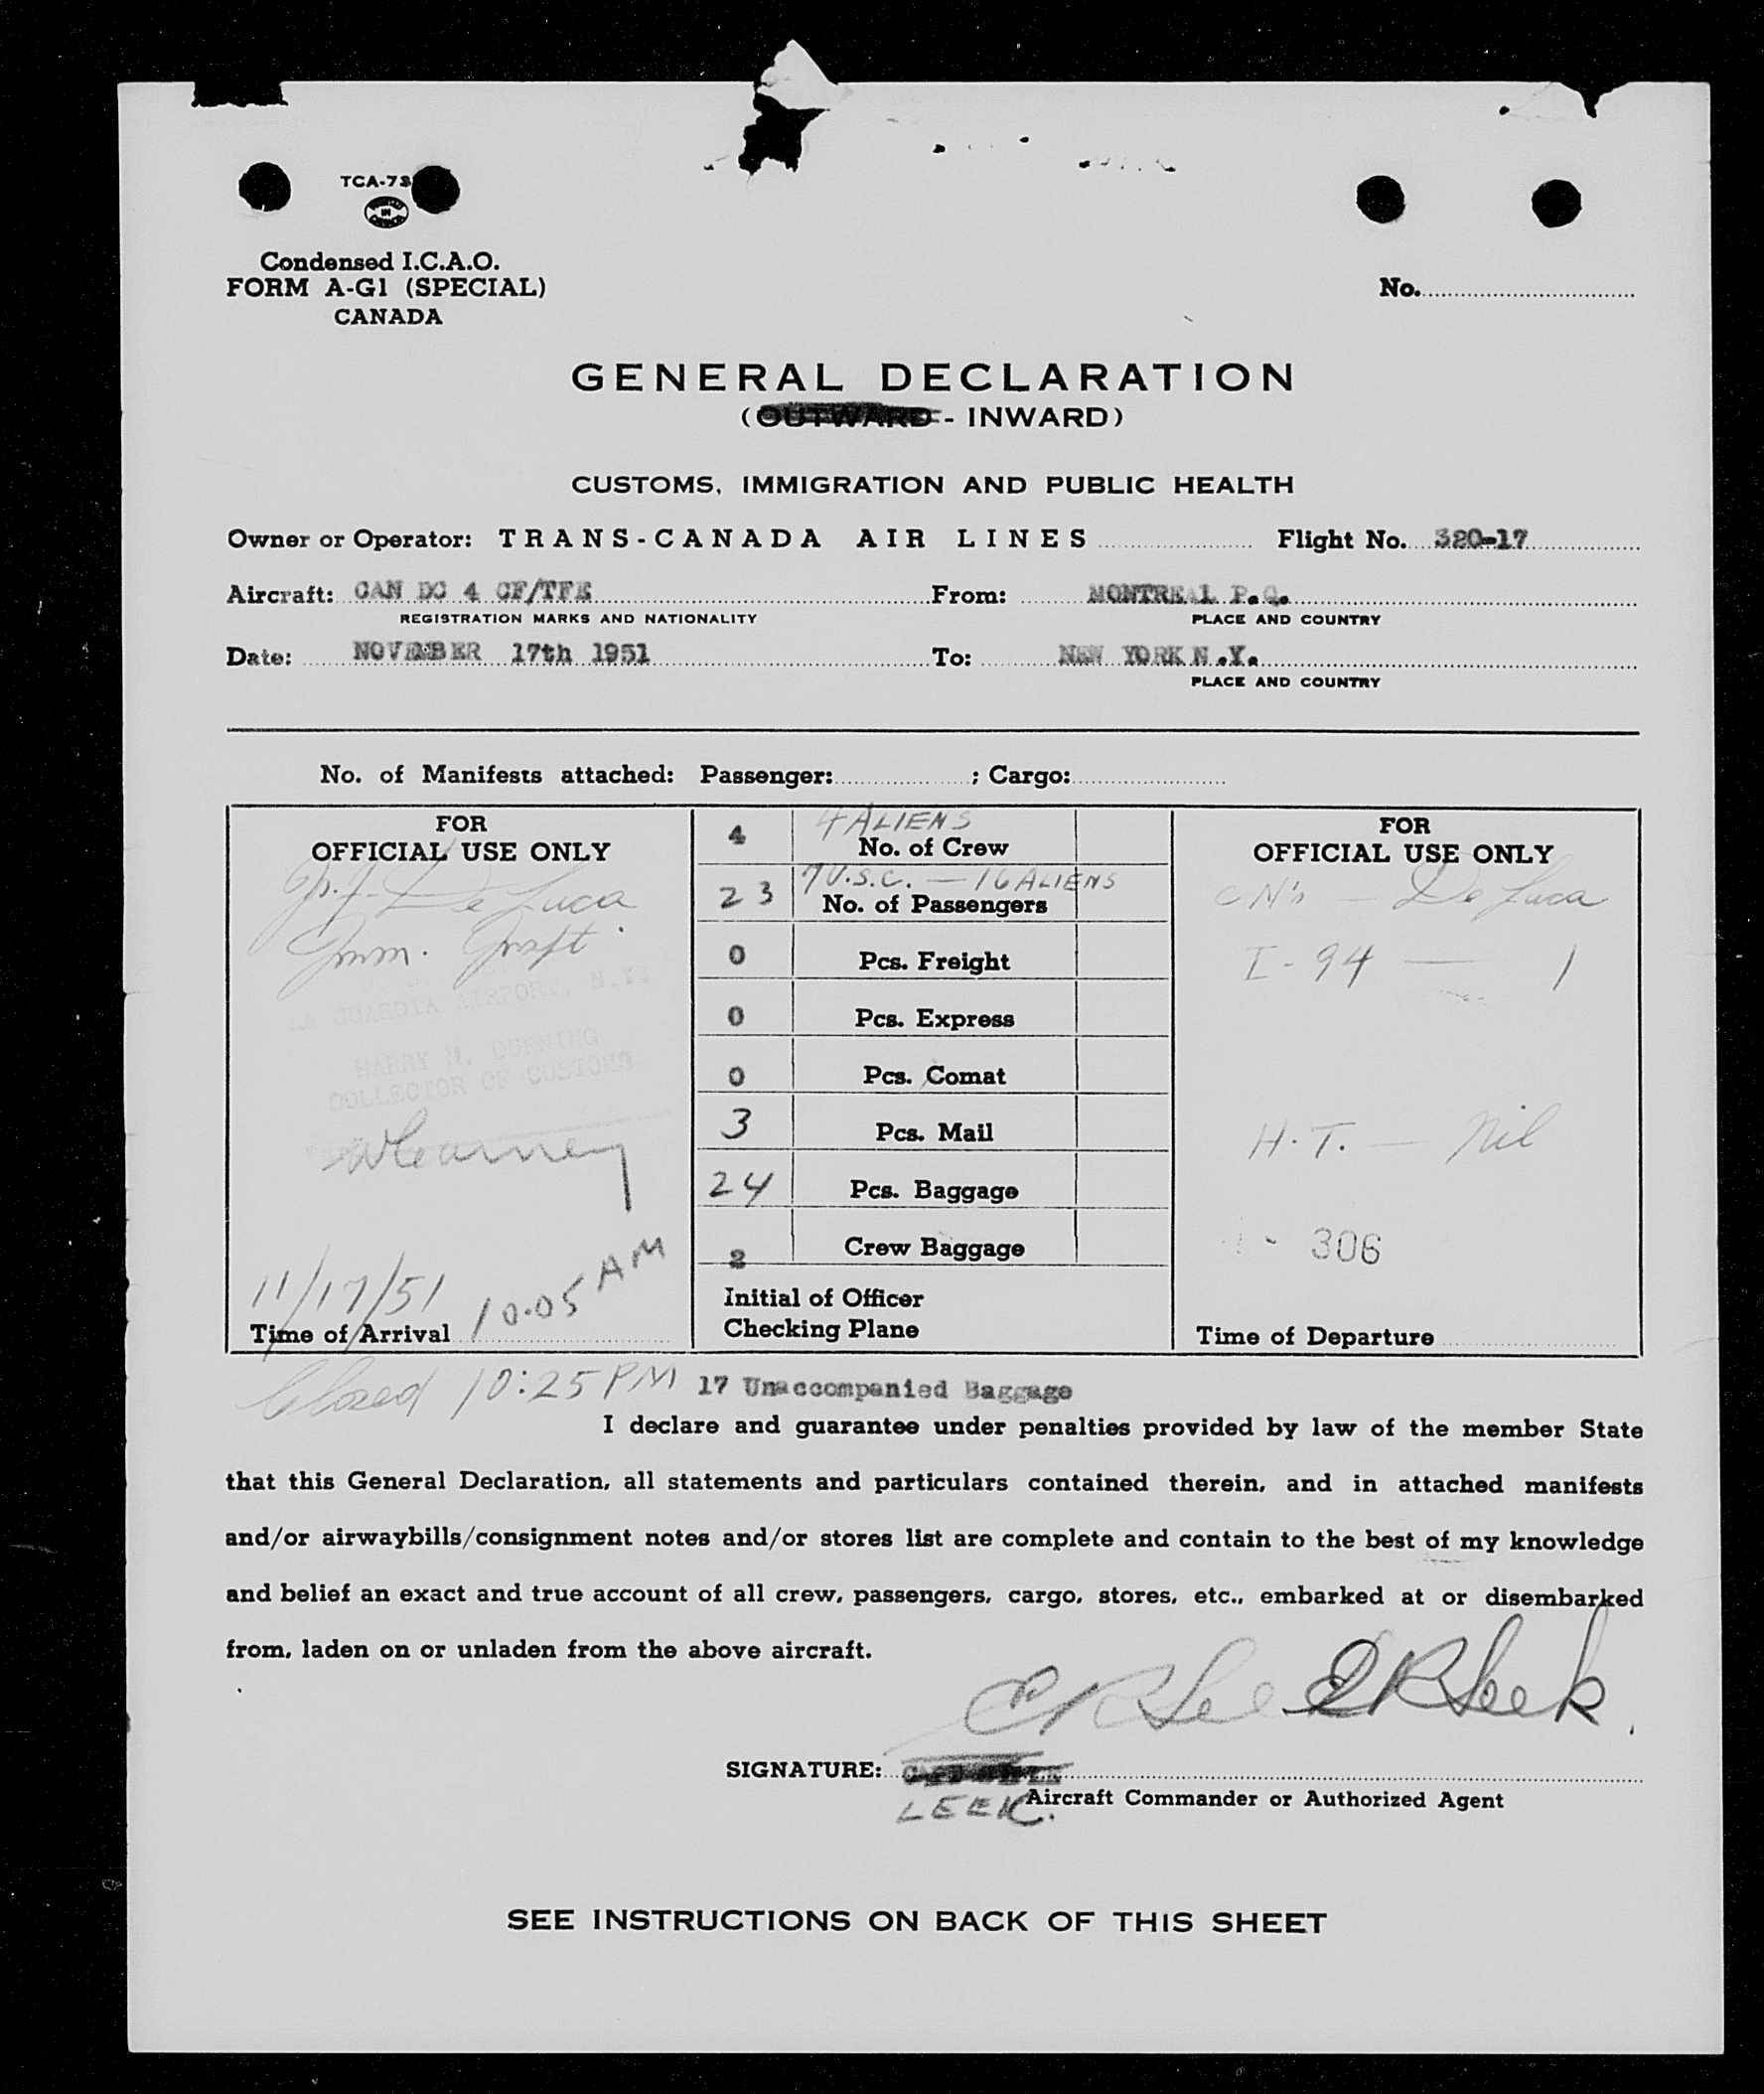 TCA-73
Condensed I.C.A.O.
FORM A-G1 (SPECIAL)
CANADA
No.
GENERAL DECLARATION
(OUTWARD - INWARD)
CUSTOMS, IMMIGRATION AND PUBLIC HEALTH
Owner or Operator: TRANS-CANADA AIR LINES Flight No. 320-17
Aircraft: CAN DC 4 CF/TFE From: MONTREAL P.Q.
REGISTRATION MARKS AND NATIONALITY PLACE AND COUNTRY
Date: NOVEMBER 17th 1951 To: NEW YORK N.Y.
PLACE AND COUNTRY
No. of Manifests attached: Passenger: ; Cargo:
FOR
OFFICIAL USE ONLY
De Luca
Imm. Inspt.
LA GUARDIA AIRPORT, N.Y.
HARRY M. DURNING
COLLECTOR OF CUSTOMS
11/17/51 10.05 AM
Time of Arrival
4 4 ALIENS
No. of Crew
23 7 U.S.C. — 16 ALIENS
No. of Passengers
0 Pcs. Freight
0 Pcs. Express
0 Pcs. Comat
3 Pcs. Mail
24 Pcs. Baggage
2 Crew Baggage
Initial of Officer
Checking Plane
FOR
OFFICIAL USE ONLY
CN's — De Luca
I-94 — 1
H.T. — Nil
306
Time of Departure
Closed 10:25 PM 17 Unaccompanied Baggage
I declare and guarantee under penalties provided by law of the member State
that this General Declaration, all statements and particulars contained therein, and in attached manifests
and/or airwaybills/consignment notes and/or stores list are complete and contain to the best of my knowledge
and belief an exact and true account of all crew, passengers, cargo, stores, etc., embarked at or disembarked
from, laden on or unladen from the above aircraft.
SIGNATURE:
LEEK. Aircraft Commander or Authorized Agent
SEE INSTRUCTIONS ON BACK OF THIS SHEET